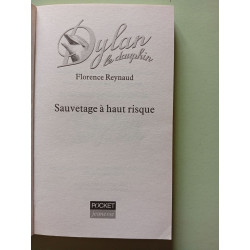 Dylan
le dauphin
Florence Reynaud
Sauvetage à haut risque
POCKET